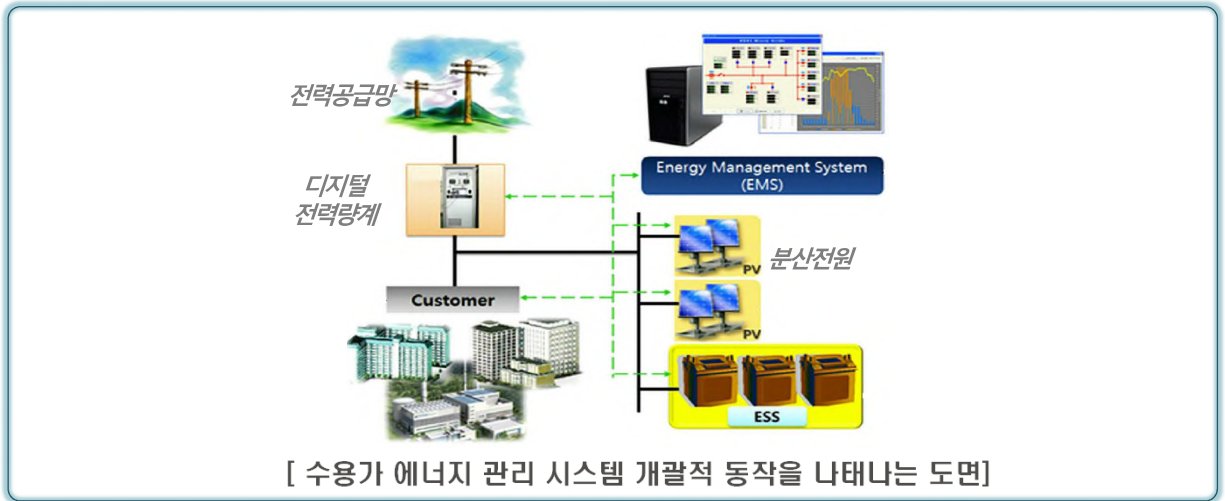 전력공급망
Energy Management System
(EMS)
디지털
전력량계
PV
분산전원
Customer
PV
ESS
[ 수용가 에너지 관리 시스템 개괄적 동작을 나태나는 도면]